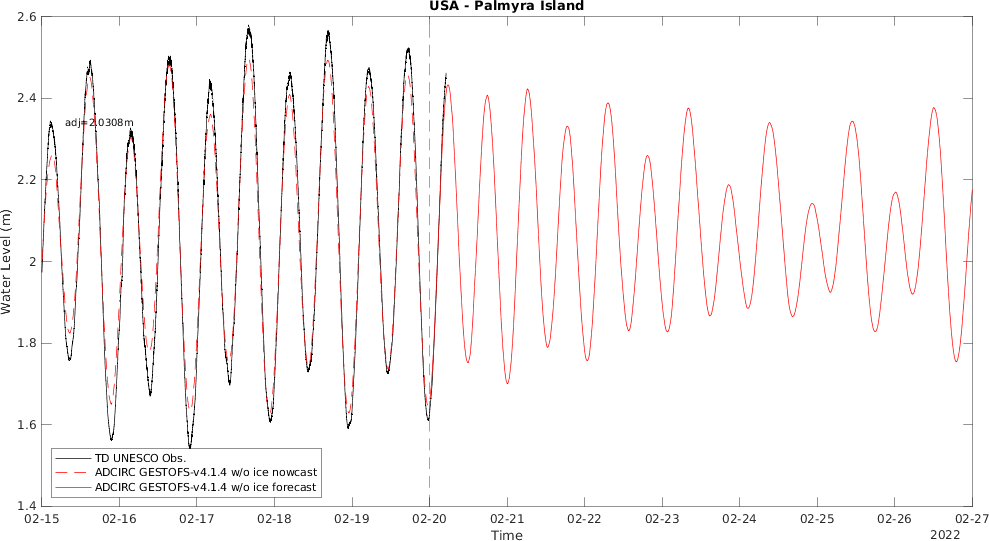 USA - Palmyra Island
2.6
2.4
2.2
2
1.8
1.6
1.4
Water Level (m)
adj=2.0308m
TD UNESCO Obs.
ADCIRC GESTOFS-v4.1.4 w/o ice nowcast
ADCIRC GESTOFS-v4.1.4 w/o ice forecast
02-15 02-16 02-17 02-18 02-19 02-20 02-21 02-22 02-23 02-24 02-25 02-26 02-27
Time
2022